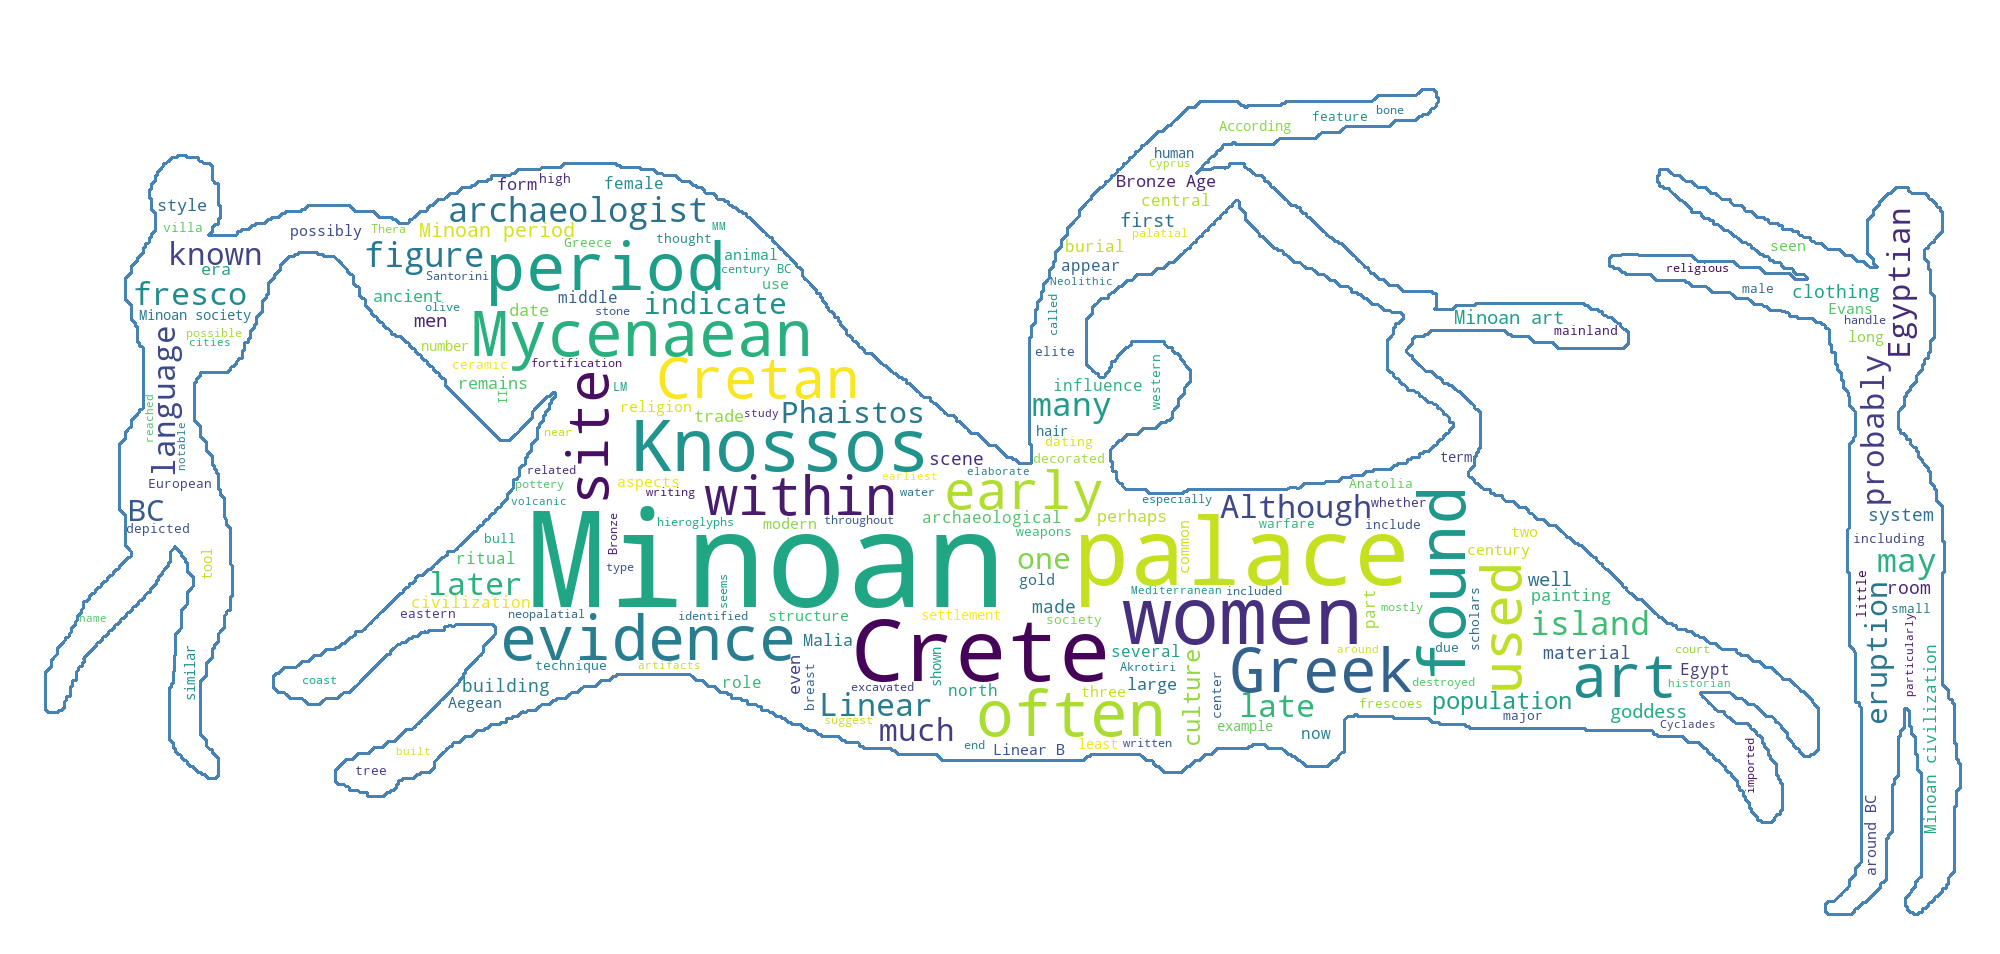 According
feature
bone
human
Cyprus
Bronze Age
central
first
palatial
burial
appear
Neolithic
called
elite
influence
western
many
hair
dating
decorated
form
high
female
style
archaeologist
villa
possibly
Thera
Minoan period
MM
known
era
figure
Greece
thought
period
animal
century BC
Santorini
use
fresco
ancient
olive
middle
stone
indicate
Minoan society
men
date
Mycenaean
possible
cities
number
language
ceramic
fortification
Cretan
remains
II
site
LM
religion
trade
study
Phaistos
reached
notable
near
Knossos
scene
European
related
pottery
aspects
writing
within
earliest
elaborate
water
early
BC
depicted
volcanic
hieroglyphs
modern
throughout
archaeological
weapons
perhaps
especially
term
Anatolia
whether
Although
warfare
include
common
found
two
century
tool
bull
ritual
Bronze
type
Minoan
seems
one
gold
palace
later
civilization
eastern
neopalatial
identified
structure
settlement
made
society
Mediterranean
included
part
mostly
used
well
painting
scholars
island
name
similar
evidence
Malia
Crete
women
several
Akrotiri
large
Greek
around
due
material
court
Egypt
historian
art
coast
technique
artifacts
building
Aegean
role
even
breast
excavated
shown
north
three
culture
center
late
destroyed
population
goddess
major
Cyclades
suggest
Linear
much
often
example
frescoes
now
end
Linear B
least
written
imported
tree
built
Minoan art
mainland
seen
religious
male
clothing
Evans
handle
long
Egyptian
probably
system
including
may
little
room
small
eruption
particularly
Minoan civilization
around BC